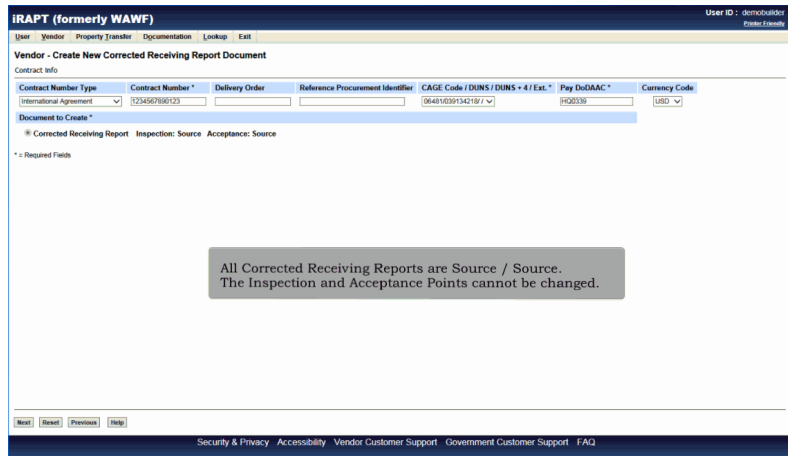 iRAPT (formerly WAWF)
User ID : demobuilder
Printer Friendly
User Vendor Property Transfer Documentation Lookup Exit
Vendor - Create New Corrected Receiving Report Document
Contract Info
Contract Number Type Contract Number * Delivery Order Reference Procurement Identifier CAGE Code / DUNS / DUNS + 4 / Ext. * Pay DoDAAC * Currency Code
International Agreement 1234567890123 06481/039134218/ / HQ0339 USD
Document to Create *
Corrected Receiving Report Inspection: Source Acceptance: Source
* = Required Fields
All Corrected Receiving Reports are Source / Source.
The Inspection and Acceptance Points cannot be changed.
Next Reset Previous Help
Security & Privacy Accessibility Vendor Customer Support Government Customer Support FAQ